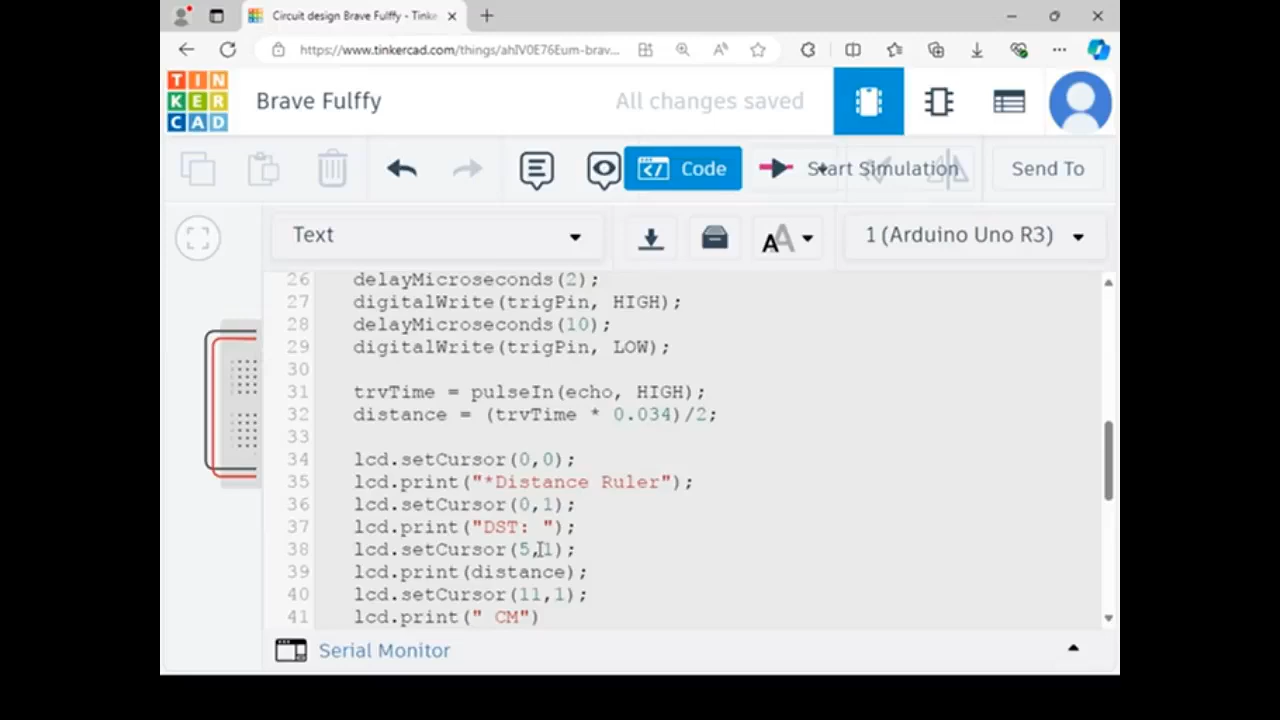 Circuit design Brave Fulffy - Tinke
https://www.tinkercad.com/things/ahIV0E76Eum-brav...
TIN
KER
CAD
Brave Fulffy
All changes saved
Code
Start Simulation
Send To
Text
1 (Arduino Uno R3)
26 delayMicroseconds(2);
27 digitalWrite(trigPin, HIGH);
28 delayMicroseconds(10);
29 digitalWrite(trigPin, LOW);
30
31 trvTime = pulseIn(echo, HIGH);
32 distance = (trvTime * 0.034)/2;
33
34 lcd.setCursor(0,0);
35 lcd.print("*Distance Ruler");
36 lcd.setCursor(0,1);
37 lcd.print("DST: ");
38 lcd.setCursor(5,1);
39 lcd.print(distance);
40 lcd.setCursor(11,1);
41 lcd.print(" CM")
Serial Monitor